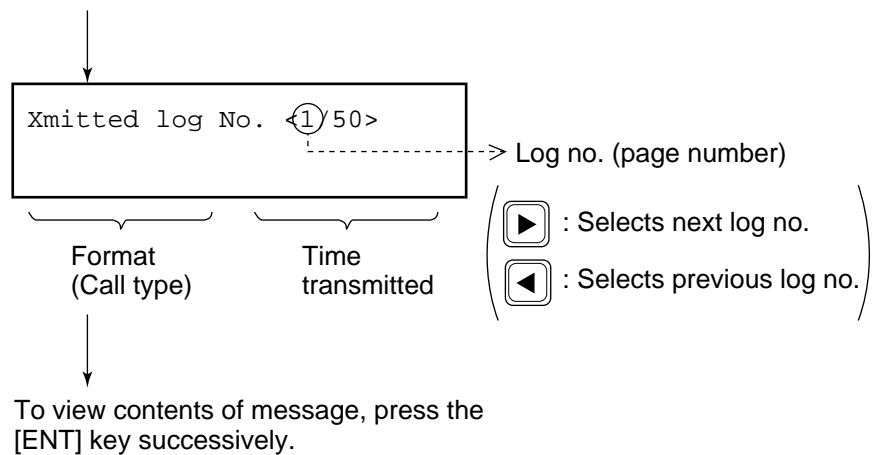 Xmitted log No. <1/50>
Log no. (page number)
: Selects next log no.
: Selects previous log no.
Format
(Call type)
Time
transmitted
To view contents of message, press the
[ENT] key successively.